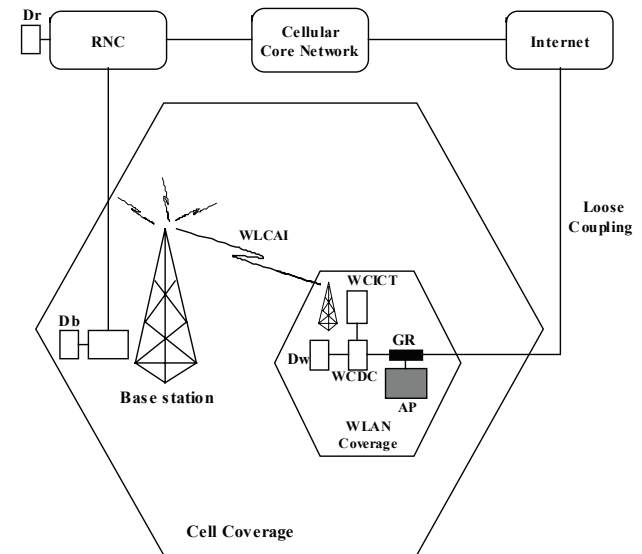 Dr
RNC
Cellular
Core Network
Internet
Loose
Coupling
WLCAI
WCICT
Db
Dw
GR
WCDC
AP
Base station
WLAN
Coverage
Cell Coverage